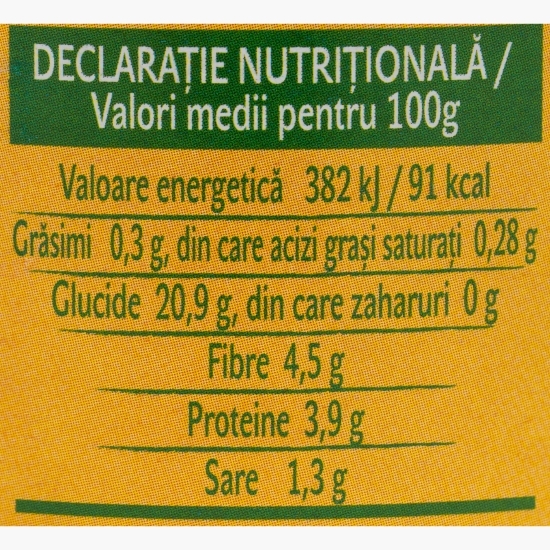 DECLARAȚIE NUTRIȚIONALĂ /
Valori medii pentru 100g
Valoare energetică 382 kJ / 91 kcal
Grăsimi 0,3 g, din care acizi grași saturați 0,28 g
Glucide 20,9 g, din care zaharuri 0 g
Fibre 4,5 g
Proteine 3,9 g
Sare 1,3 g